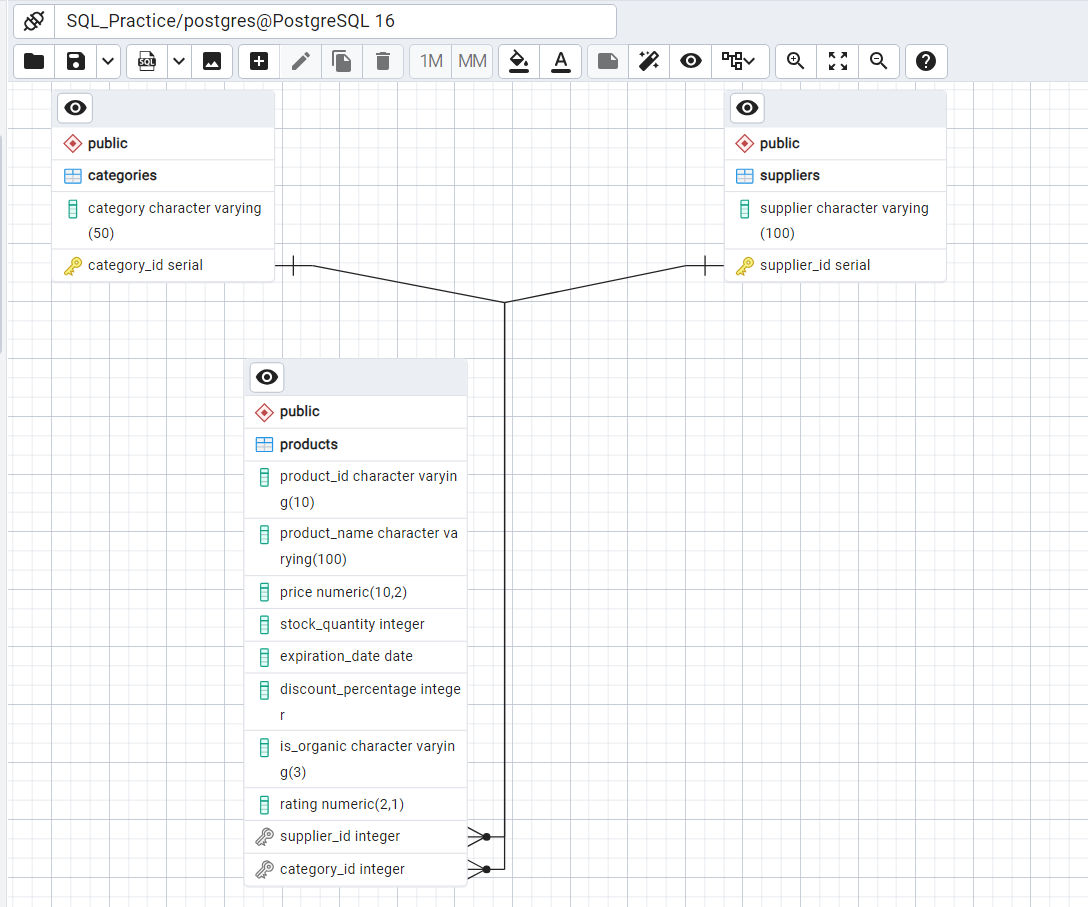 SQL_Practice/postgres@PostgreSQL 16
SQL
1M
MM
A
public
categories
category character varying
(50)
category_id serial
public
suppliers
supplier character varying
(100)
supplier_id serial
public
products
product_id character varyin
g(10)
product_name character va
rying(100)
price numeric(10,2)
stock_quantity integer
expiration_date date
discount_percentage intege
r
is_organic character varyin
g(3)
rating numeric(2,1)
supplier_id integer
category_id integer